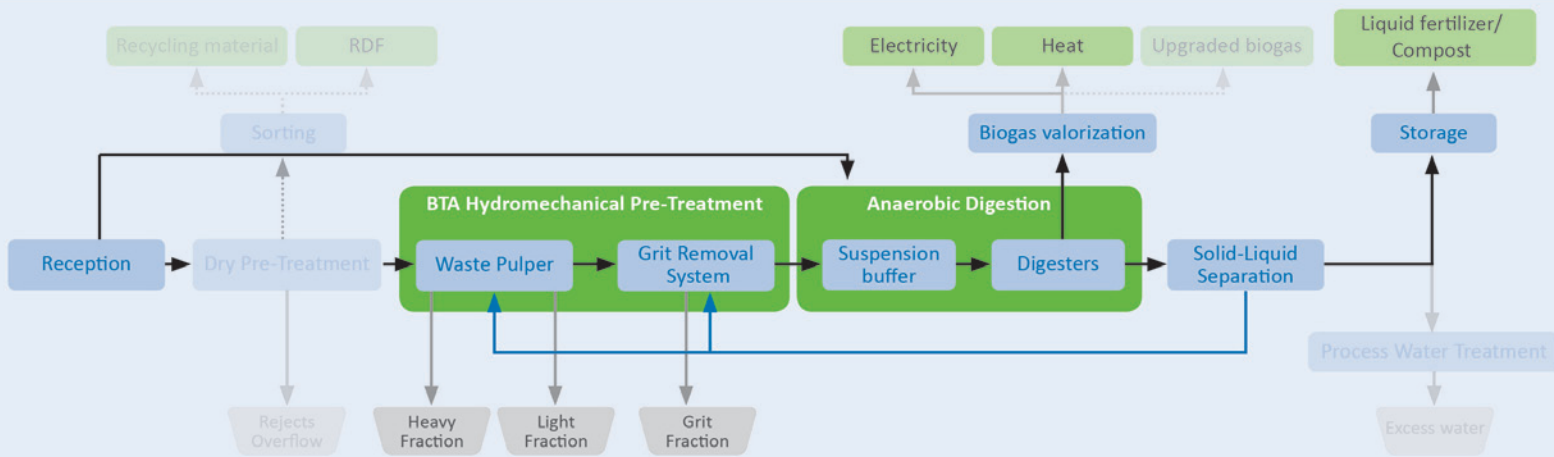 Recycling material
RDF
Electricity
Heat
Upgraded biogas
Liquid fertilizer/
Compost
Sorting
Biogas valorization
Storage
BTA Hydromechanical Pre-Treatment
Anaerobic Digestion
Reception
Dry Pre-Treatment
Waste Pulper
Grit Removal
System
Suspension
buffer
Digesters
Solid-Liquid
Separation
Process Water Treatment
Rejects
Overflow
Heavy
Fraction
Light
Fraction
Grit
Fraction
Excess water